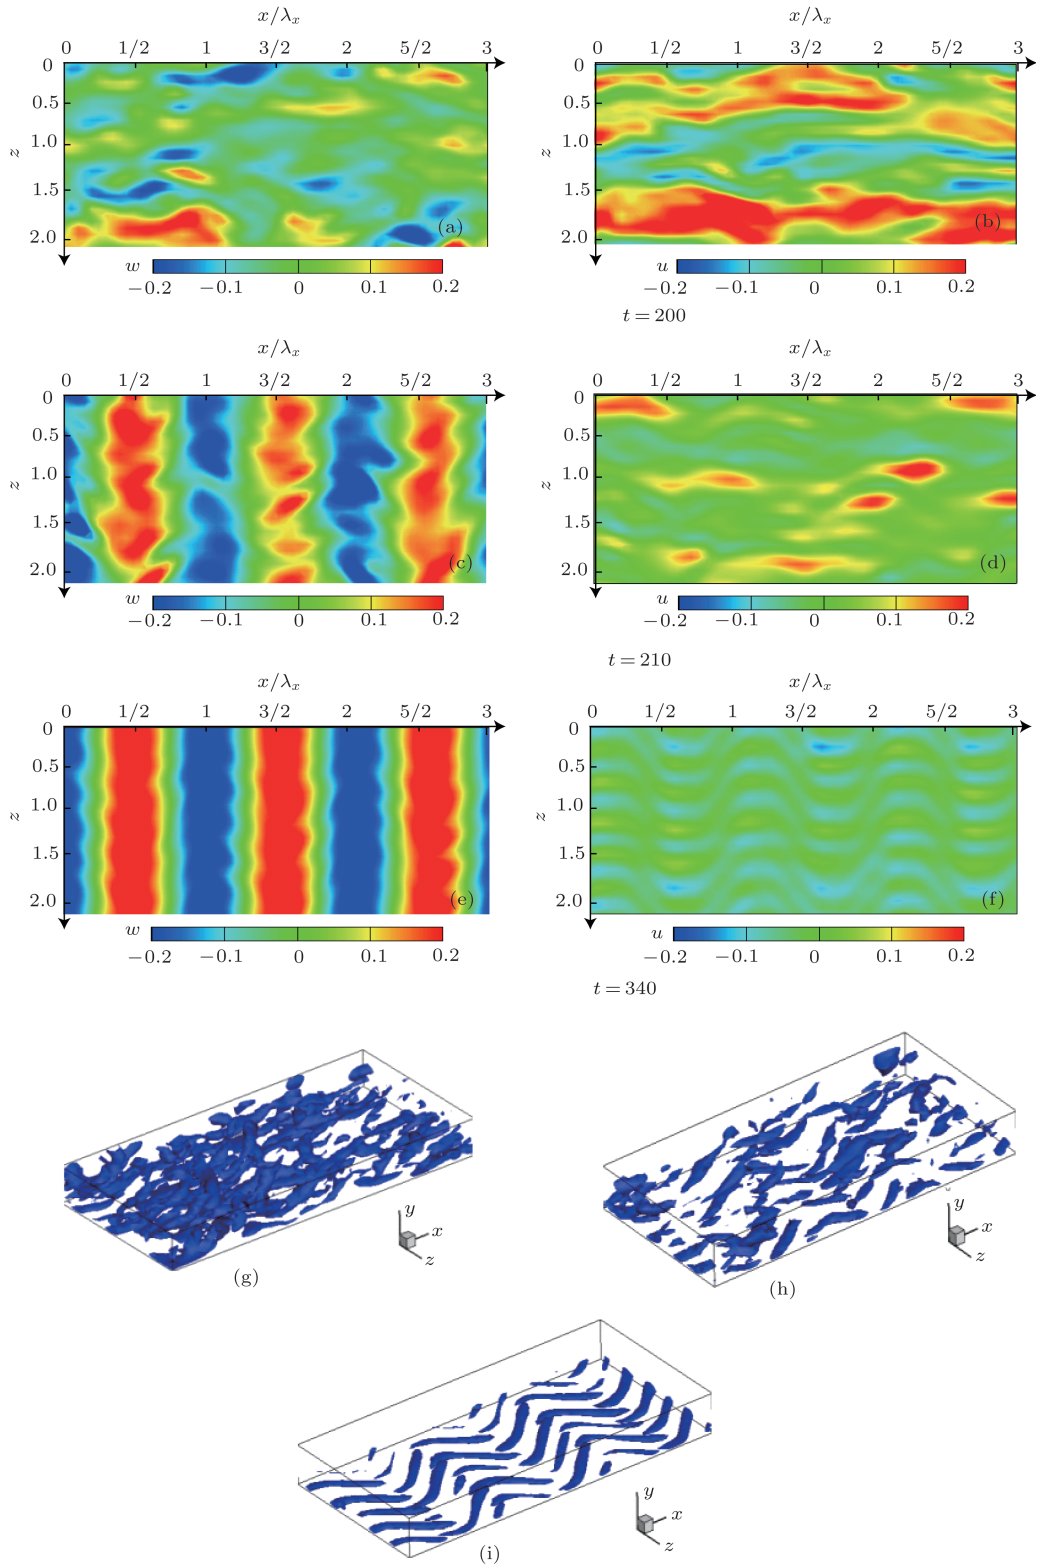 x/λx x/λx
0 1/2 1 3/2 2 5/2 3 0 1/2 1 3/2 2 5/2 3
0 0
0.5 0.5
z 1.0 z 1.0
1.5 1.5
2.0 (a) 2.0 (b)
w −0.2 −0.1 0 0.1 0.2 u −0.2 −0.1 0 0.1 0.2
t=200
x/λx x/λx
0 1/2 1 3/2 2 5/2 3 0 1/2 1 3/2 2 5/2 3
0 0
0.5 0.5
z 1.0 z 1.0
1.5 1.5
2.0 (c) 2.0 (d)
w −0.2 −0.1 0 0.1 0.2 u −0.2 −0.1 0 0.1 0.2
t=210
x/λx x/λx
0 1/2 1 3/2 2 5/2 3 0 1/2 1 3/2 2 5/2 3
0 0
0.5 0.5
z 1.0 z 1.0
1.5 1.5
2.0 (e) 2.0 (f)
w −0.2 −0.1 0 0.1 0.2 u −0.2 −0.1 0 0.1 0.2
t=340
y x z y x z
(g) (h)
y x z
(i)